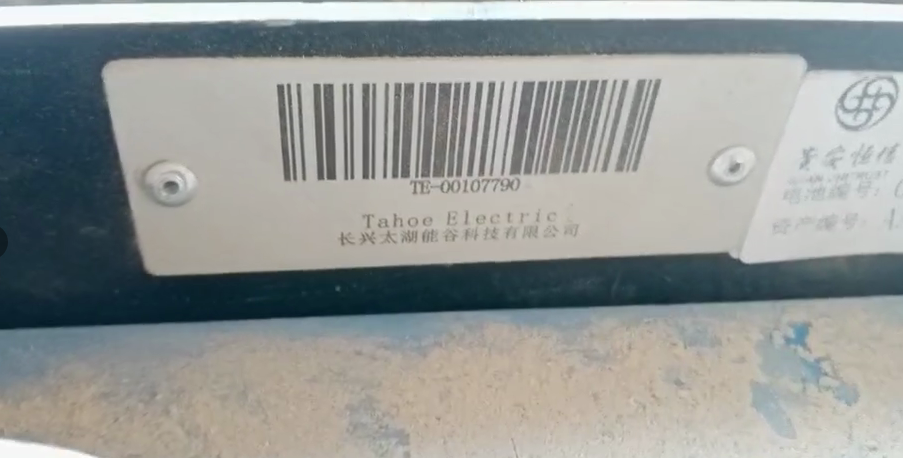 TE-00107790
Tahoe Electric
长兴太湖能谷科技有限公司
电池编号:
资产编号: